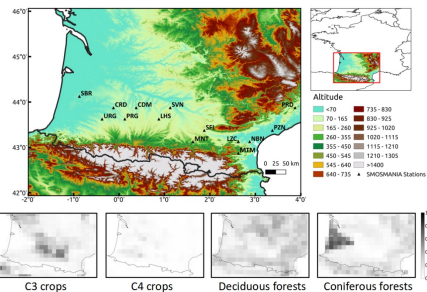 46°0'
45°0'
44°0'
43°0'
42°0'
-2°0' -1°0' 0°0' 1°0' 2°0' 3°0' 4°0'
SBR
CRD CDM SVN
URG PRG LHS
PRD
SFL
PZN
MNT
LZC NBN
MTM
0 25 50 km
Altitude
<70 735 - 830
70 - 165 830 - 925
165 - 260 925 - 1020
260 - 355 1020 - 1115
355 - 450 1115 - 1210
450 - 545 1210 - 1305
545 - 640 >1400
640 - 735 SMOSMANIA Stations
C3 crops C4 crops Deciduous forests Coniferous forests